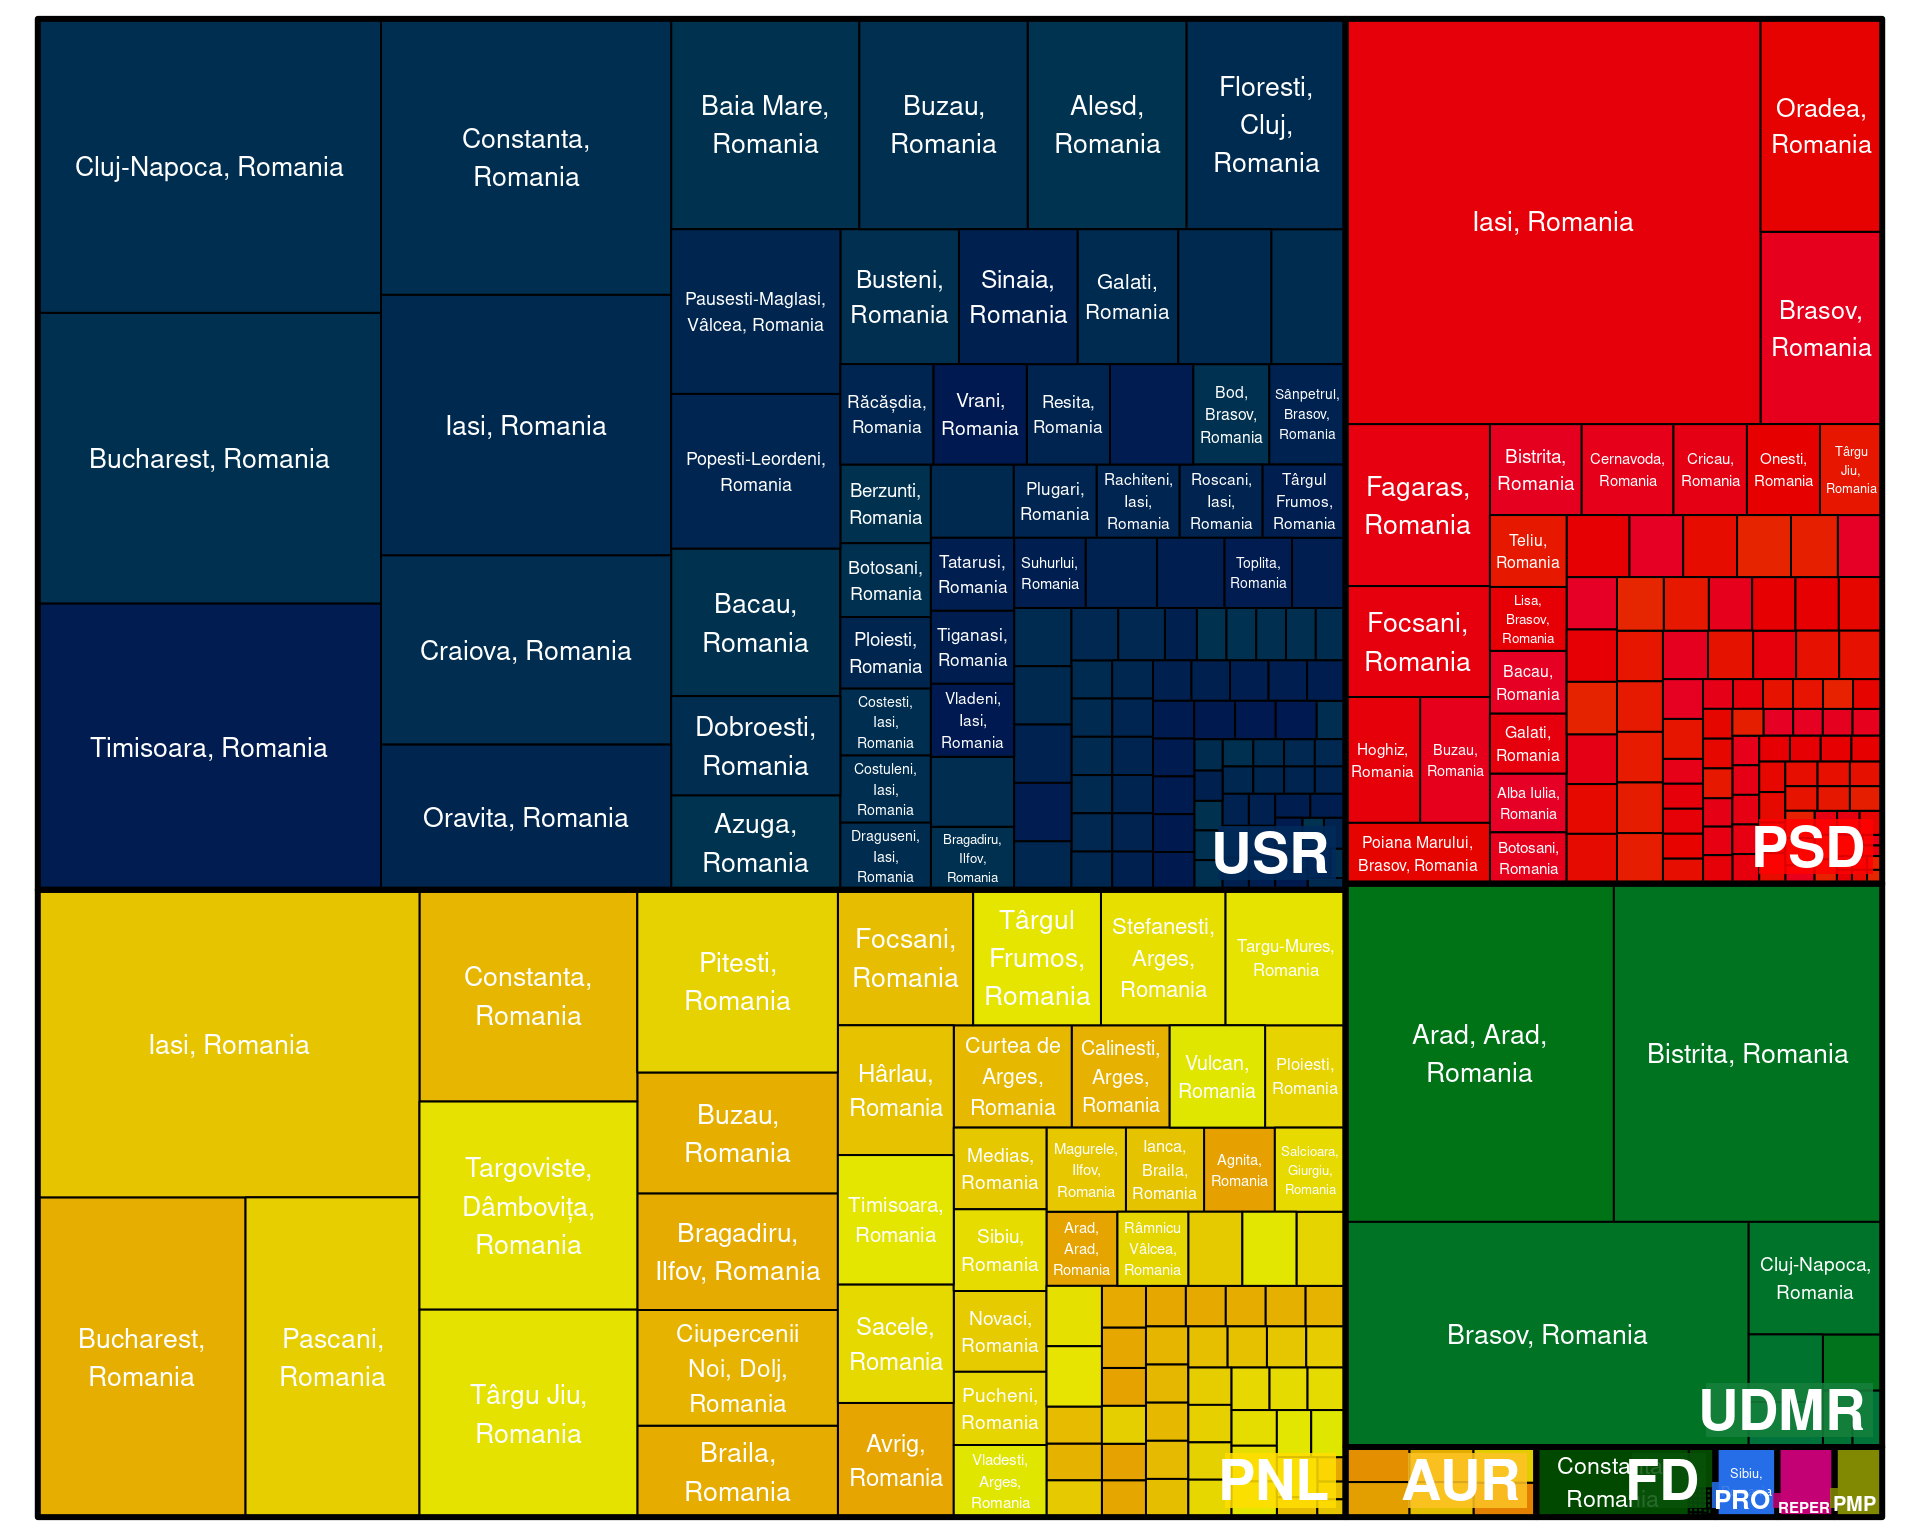 Cluj-Napoca, Romania
Bucharest, Romania
Timisoara, Romania
Constanta,
Romania
Iasi, Romania
Craiova, Romania
Oravita, Romania
Baia Mare,
Romania
Buzau,
Romania
Alesd,
Romania
Floresti,
Cluj,
Romania
Pausesti-Maglasi,
Vâlcea, Romania
Popesti-Leordeni,
Romania
Bacau,
Romania
Dobroesti,
Romania
Azuga,
Romania
Busteni,
Romania
Sinaia,
Romania
Galati,
Romania
Răcășdia,
Romania
Vrani,
Romania
Resita,
Romania
Bod,
Brasov,
Romania
Sânpetrul,
Brasov,
Romania
Berzunti,
Romania
Botosani,
Romania
Ploiesti,
Romania
Costesti,
Iasi,
Romania
Costuleni,
Iasi,
Romania
Draguseni,
Iasi,
Romania
Plugari,
Romania
Rachiteni,
Iasi,
Romania
Roscani,
Iasi,
Romania
Târgul
Frumos,
Romania
Tatarusi,
Romania
Tiganasi,
Romania
Vladeni,
Iasi,
Romania
Bragadiru,
Ilfov,
Romania
Suhurlui,
Romania
Toplita,
Romania
USR
Iasi, Romania
Oradea,
Romania
Brasov,
Romania
Fagaras,
Romania
Focsani,
Romania
Hoghiz,
Romania
Buzau,
Romania
Poiana Marului,
Brasov, Romania
Bistrita,
Romania
Cernavoda,
Romania
Cricau,
Romania
Onesti,
Romania
Târgu
Jiu,
Romania
Teliu,
Romania
Lisa,
Brasov,
Romania
Bacau,
Romania
Galati,
Romania
Alba Iulia,
Romania
Botosani,
Romania
PSD
Iasi, Romania
Bucharest,
Romania
Pascani,
Romania
Constanta,
Romania
Targoviste,
Dâmbovița,
Romania
Târgu Jiu,
Romania
Pitesti,
Romania
Buzau,
Romania
Bragadiru,
Ilfov, Romania
Ciupercenii
Noi, Dolj,
Romania
Braila,
Romania
Focsani,
Romania
Târgul
Frumos,
Romania
Stefanesti,
Arges,
Romania
Targu-Mures,
Romania
Hârlau,
Romania
Timisoara,
Romania
Sacele,
Romania
Avrig,
Romania
Curtea de
Arges,
Romania
Calinesti,
Arges,
Romania
Vulcan,
Romania
Ploiesti,
Romania
Medias,
Romania
Sibiu,
Romania
Novaci,
Romania
Pucheni,
Romania
Vladesti,
Arges,
Romania
Magurele,
Ilfov,
Romania
Ianca,
Braila,
Romania
Agnita,
Romania
Salcioara,
Giurgiu,
Romania
Arad,
Arad,
Romania
Râmnicu
Vâlcea,
Romania
PNL
Arad, Arad,
Romania
Bistrita, Romania
Brasov, Romania
Cluj-Napoca,
Romania
UDMR
AUR
Constanta,
Romania
FD
Sibiu,
PRO
REPER
PMP